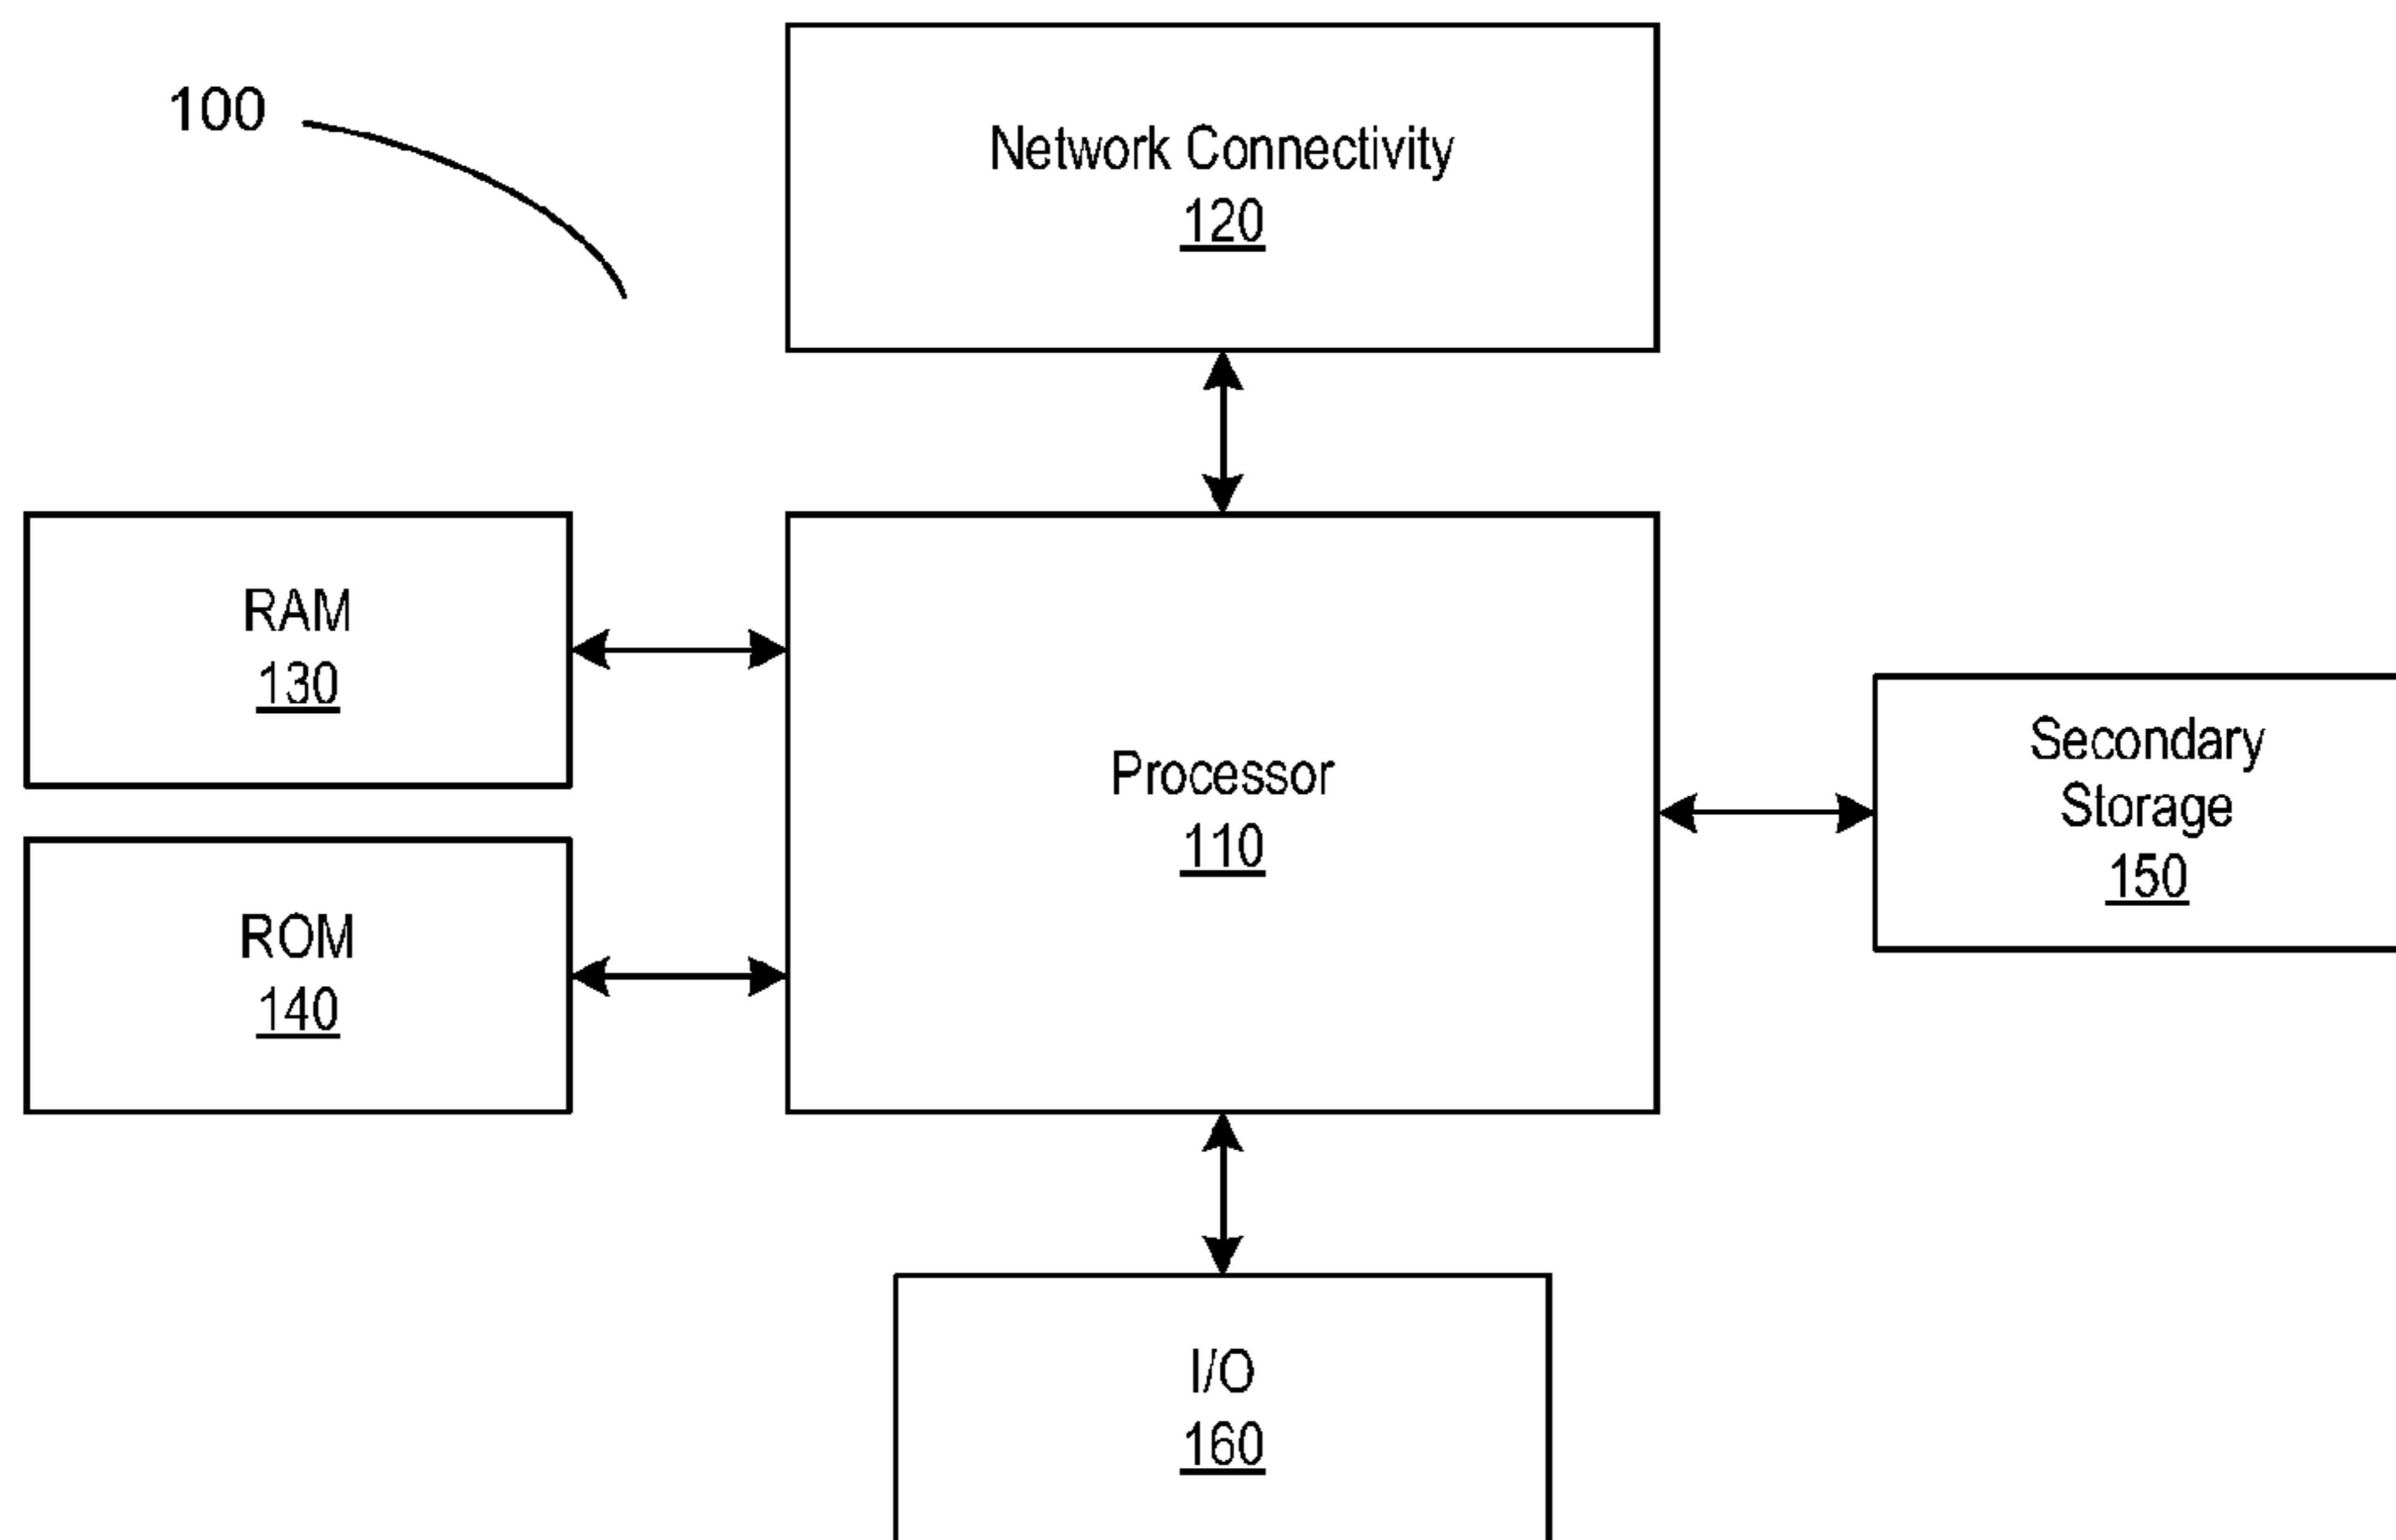 100
Network Connectivity
120
RAM
130
Processor
110
Secondary
Storage
150
ROM
140
I/O
160